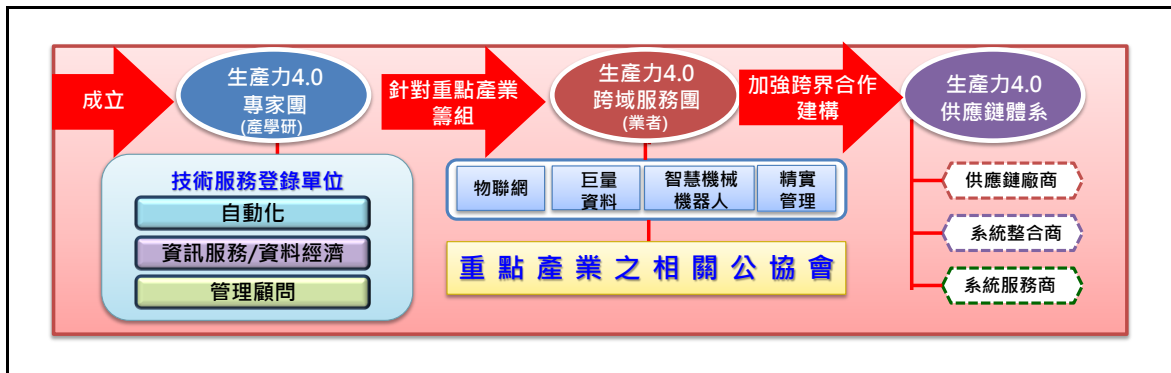 成立
生產力4.0
專家團
(產學研)
針對重點產業
籌組
生產力4.0
跨域服務團
(業者)
加強跨界合作
建構
生產力4.0
供應鏈體系
技術服務登錄單位
自動化
資訊服務/資料經濟
管理顧問
物聯網
巨量
資料
智慧機械
機器人
精實
管理
重點產業之相關公協會
供應鏈廠商
系統整合商
系統服務商